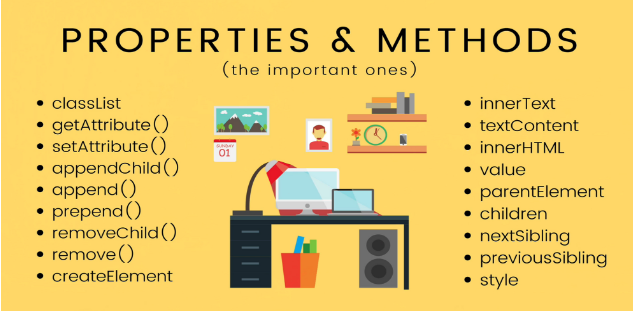 PROPERTIES & METHODS
(the important ones)
• classList
• getAttribute()
• setAttribute()
• appendChild()
• append()
• prepend()
• removeChild()
• remove()
• createElement
SUNDAY
01
• innerText
• textContent
• innerHTML
• value
• parentElement
• children
• nextSibling
• previousSibling
• style